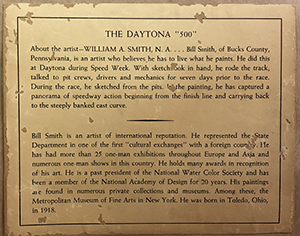 THE DAYTONA "500"
About the artist—WILLIAM A. SMITH, N. A. . . . Bill Smith, of Bucks County,
Pennsylvania, is an artist who believes he has to live what he paints. He did this
at Daytona during Speed Week. With sketchbook in hand, he rode the track,
talked to pit crews, drivers and mechanics for seven days prior to the race.
During the race, he sketched from the pits. In the painting, he has captured a
panorama of speedway action beginning from the finish line and carrying back
to the steeply banked east curve.
Bill Smith is an artist of international reputation. He represented the State
Department in one of the first "cultural exchanges" with a foreign country. He
has had more than 25 one-man exhibitions throughout Europe and Asia and
numerous one-man shows in this country. He holds many awards in recognition
of his art. He is a past president of the National Water Color Society and has
been a member of the National Academy of Design for 20 years. His paintings
are found in numerous private collections and museums. Among these, the
Metropolitan Museum of Fine Arts in New York. He was born in Toledo, Ohio,
in 1918.